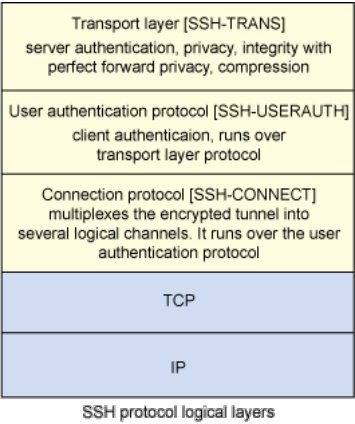 Transport layer [SSH-TRANS]
server authentication, privacy, integrity with
perfect forward privacy, compression
User authentication protocol [SSH-USERAUTH]
client authenticaion, runs over
transport layer protocol
Connection protocol [SSH-CONNECT]
multiplexes the encrypted tunnel into
several logical channels. It runs over the user
authentication protocol
TCP
IP
SSH protocol logical layers